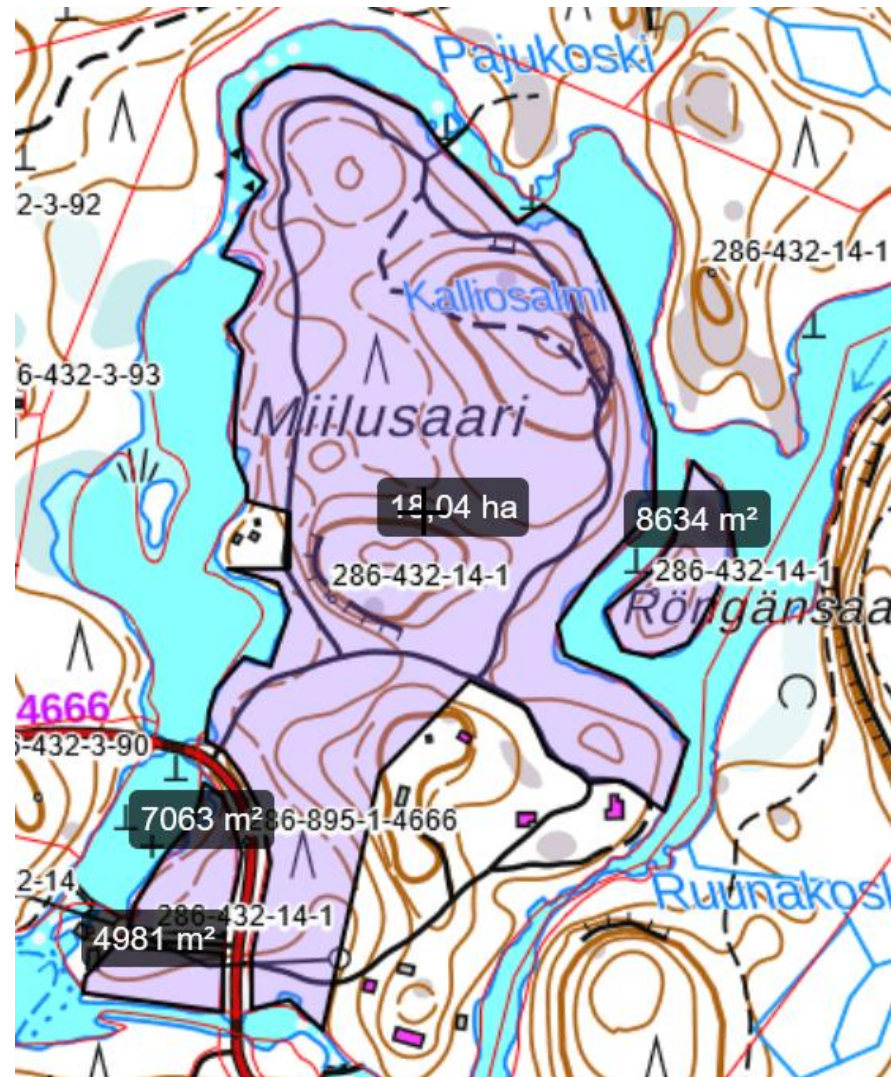 Pajukoski
2-3-92
286-432-14-1
Kalliosalmi
6-432-3-93
Miilusaari
18,04 ha
8634 m²
286-432-14-1
286-432-14-1
Röngänsaa
4666
6-432-3-90
7063 m²
286-895-1-4666
2-14
286-432-14-1
Ruunakosk
4981 m²